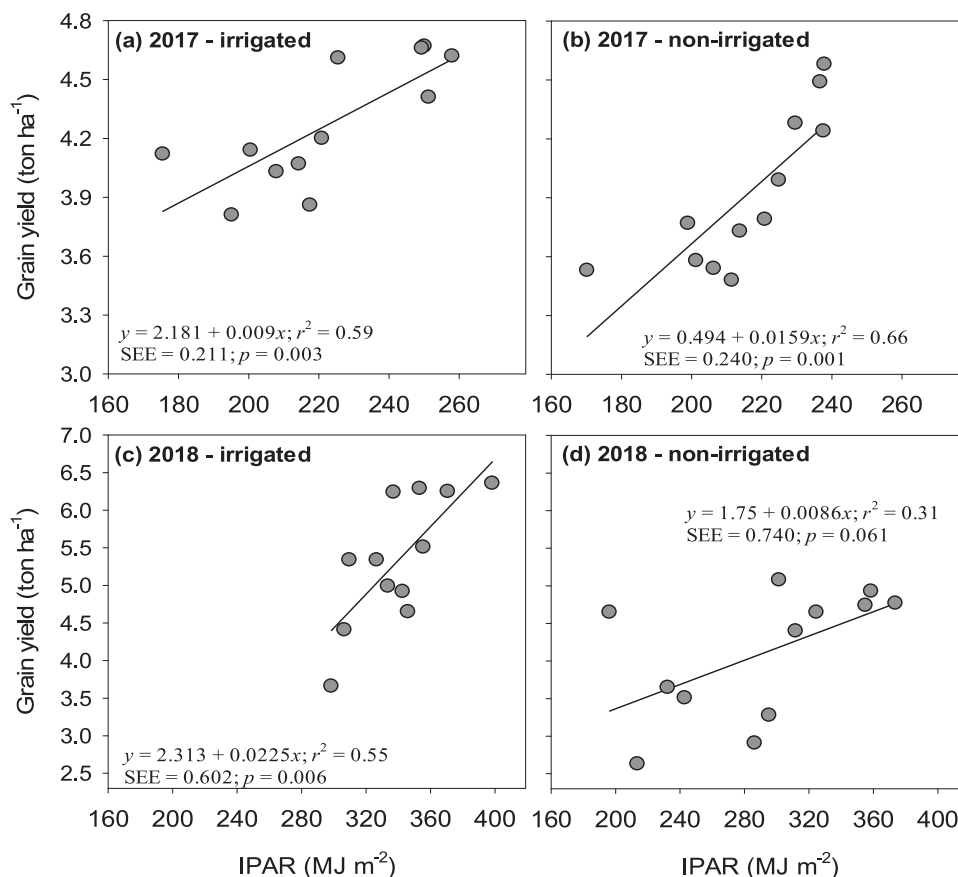 (a) 2017 - irrigated
Grain yield (ton ha⁻¹)
4.8
4.5
4.2
3.9
3.6
3.3
3.0
y = 2.181 + 0.009x; r² = 0.59
SEE = 0.211; p = 0.003
160 180 200 220 240 260
(b) 2017 - non-irrigated
y = 0.494 + 0.0159x; r² = 0.66
SEE = 0.240; p = 0.001
160 180 200 220 240 260
(c) 2018 - irrigated
Grain yield (ton ha⁻¹)
7.0
6.5
6.0
5.5
5.0
4.5
4.0
3.5
3.0
2.5
y = 2.313 + 0.0225x; r² = 0.55
SEE = 0.602; p = 0.006
160 200 240 280 320 360 400
IPAR (MJ m⁻²)
(d) 2018 - non-irrigated
y = 1.75 + 0.0086x; r² = 0.31
SEE = 0.740; p = 0.061
160 200 240 280 320 360 400
IPAR (MJ m⁻²)